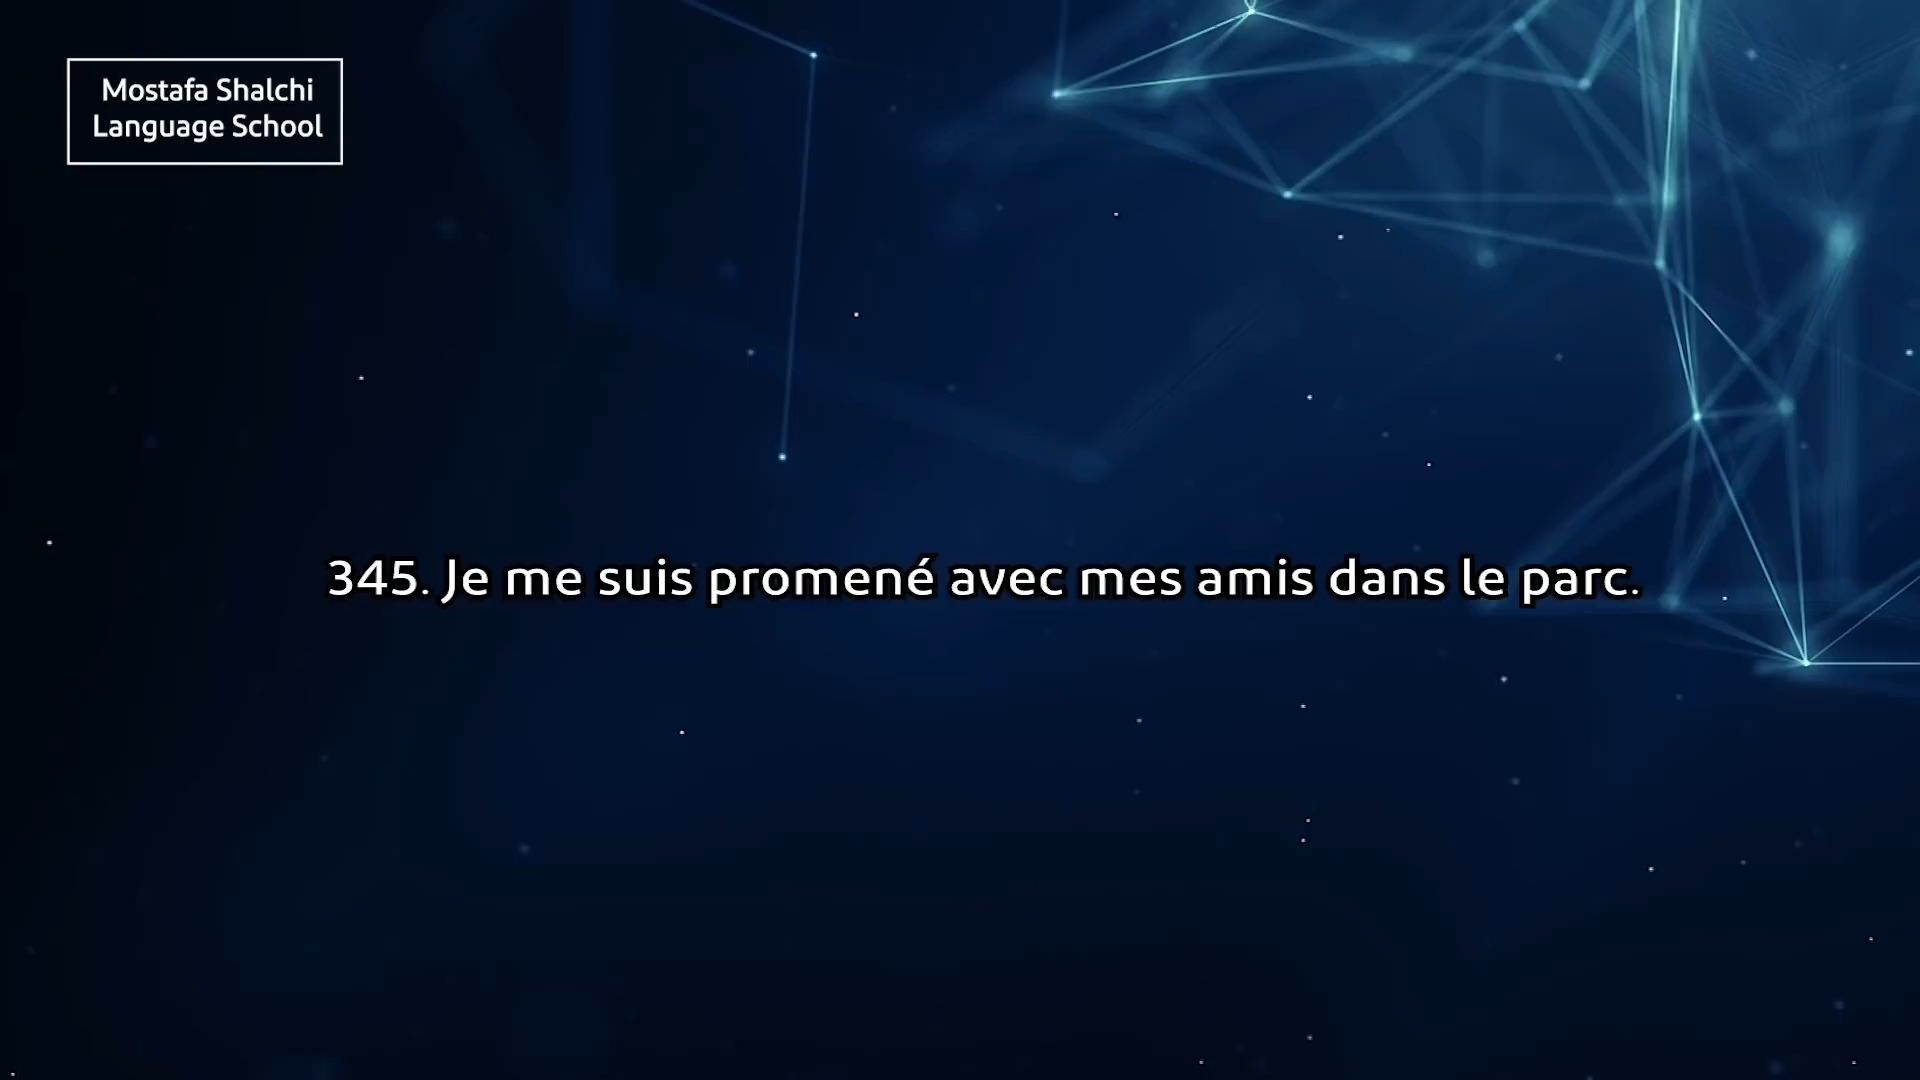 Mostafa Shalchi
Language School
345. Je me suis promené avec mes amis dans le parc.